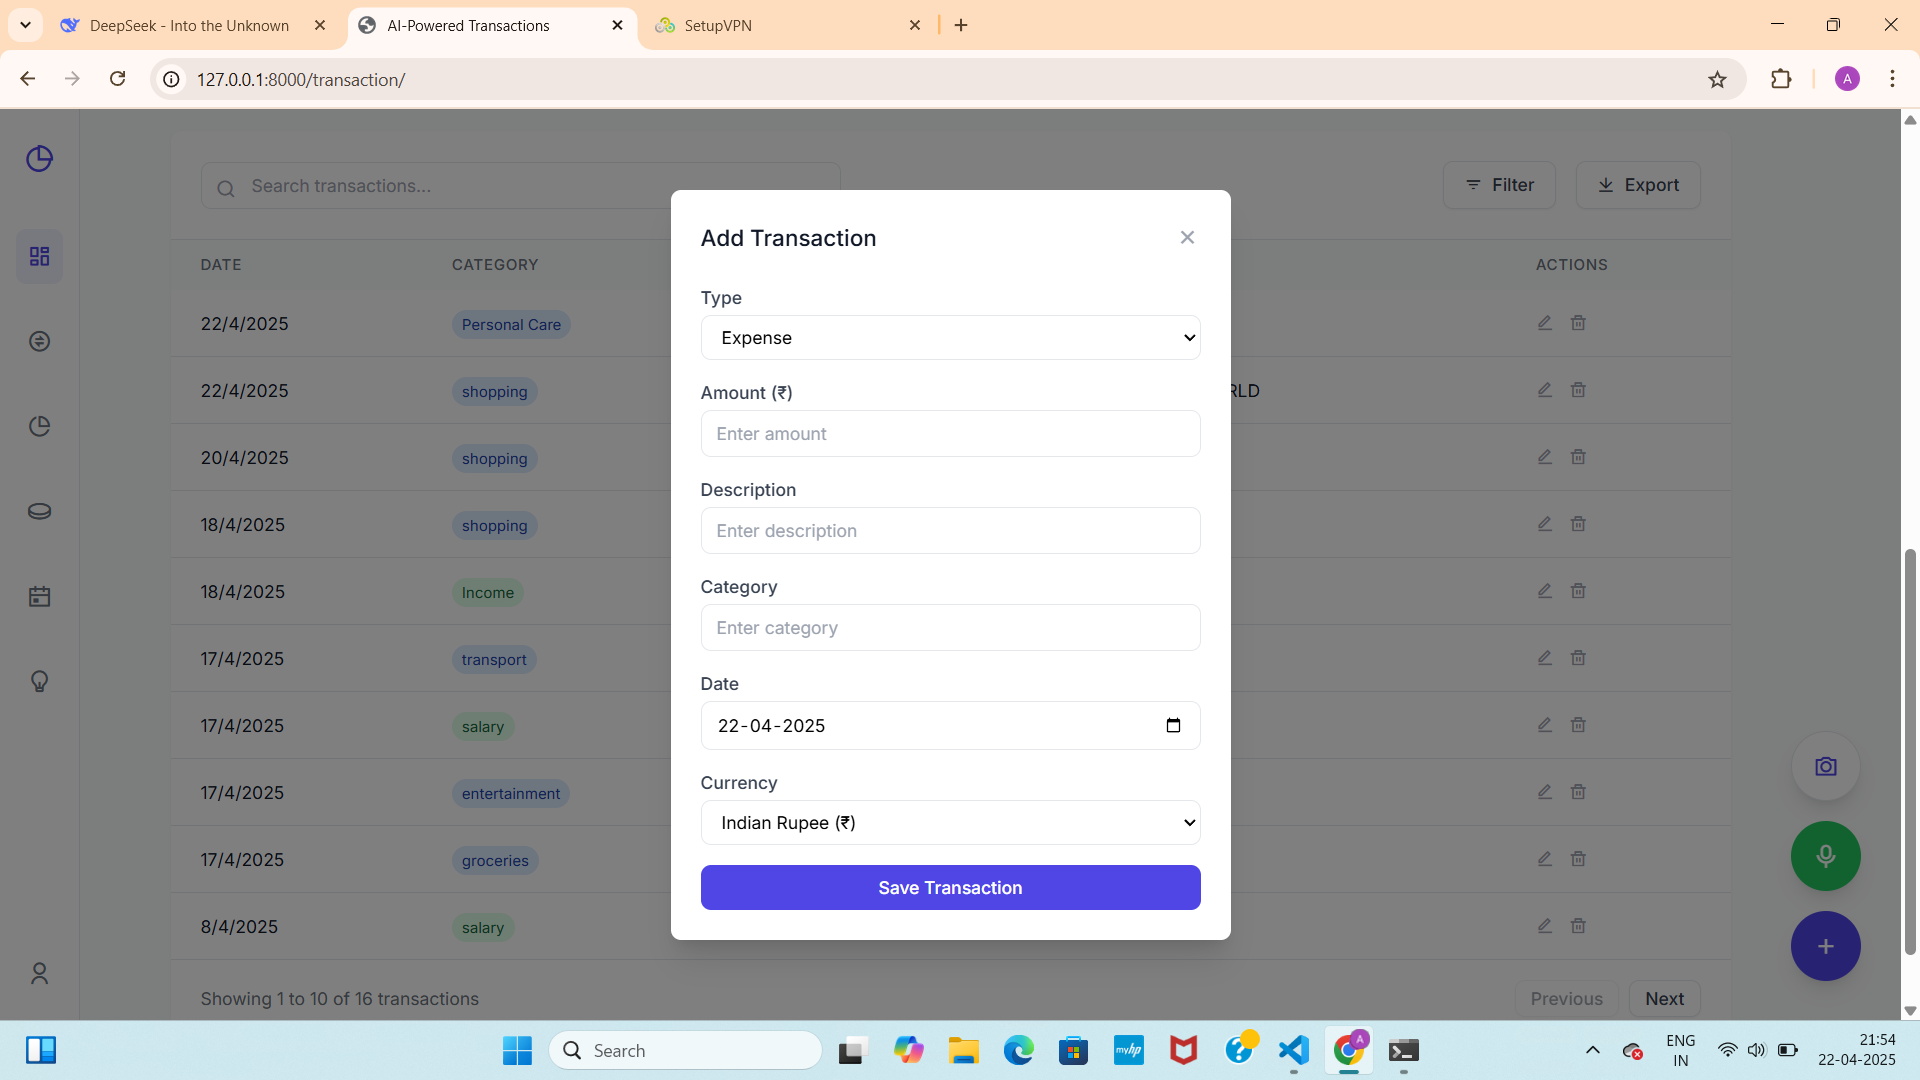 DeepSeek - Into the Unknown
AI-Powered Transactions
SetupVPN
127.0.0.1:8000/transaction/
A
Search transactions...
Filter
Export
DATE
CATEGORY
ACTIONS
22/4/2025
Personal Care
22/4/2025
shopping
RLD
20/4/2025
shopping
18/4/2025
shopping
18/4/2025
Income
17/4/2025
transport
17/4/2025
salary
17/4/2025
entertainment
17/4/2025
groceries
8/4/2025
salary
Showing 1 to 10 of 16 transactions
Previous
Next
Add Transaction
Type
Expense
Amount (₹)
Enter amount
Description
Enter description
Category
Enter category
Date
22-04-2025
Currency
Indian Rupee (₹)
Save Transaction
Search
myhp
A
ENG
IN
21:54
22-04-2025